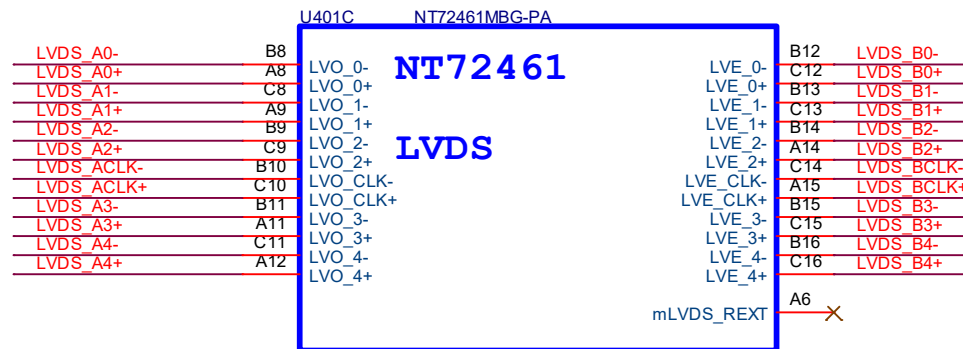 U401C NT72461MBG-PA
NT72461
LVDS
LVDS_A0- B8 LVO_0- LVE_0- B12 LVDS_B0-
LVDS_A0+ A8 LVO_0+ LVE_0+ C12 LVDS_B0+
LVDS_A1- C8 LVO_1- LVE_1- B13 LVDS_B1-
LVDS_A1+ A9 LVO_1+ LVE_1+ C13 LVDS_B1+
LVDS_A2- B9 LVO_2- LVE_2- B14 LVDS_B2-
LVDS_A2+ C9 LVO_2+ LVE_2+ A14 LVDS_B2+
LVDS_ACLK- B10 LVO_CLK- LVE_CLK- C14 LVDS_BCLK-
LVDS_ACLK+ C10 LVO_CLK+ LVE_CLK+ A15 LVDS_BCLK+
LVDS_A3- B11 LVO_3- LVE_3- B15 LVDS_B3-
LVDS_A3+ A11 LVO_3+ LVE_3+ C15 LVDS_B3+
LVDS_A4- C11 LVO_4- LVE_4- B16 LVDS_B4-
LVDS_A4+ A12 LVO_4+ LVE_4+ C16 LVDS_B4+
mLVDS_REXT A6